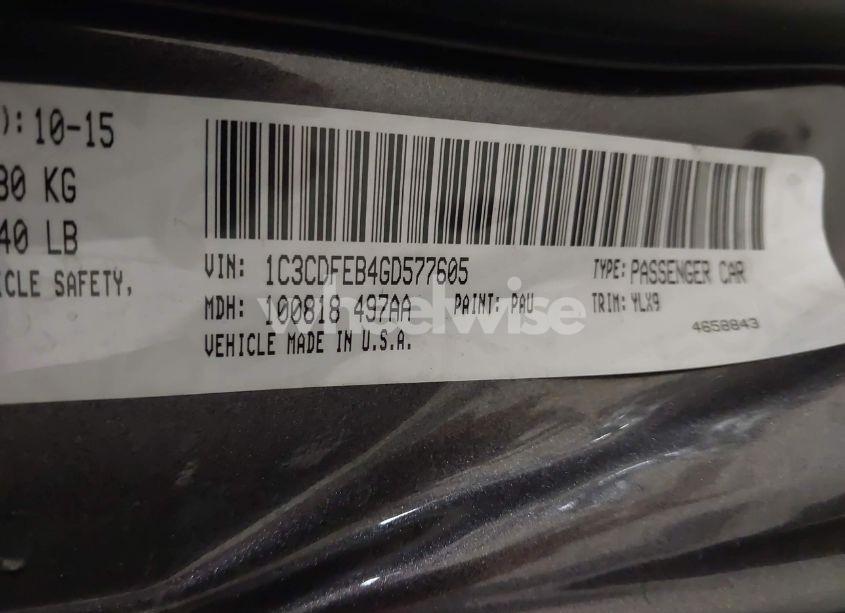 ): 10-15
80 KG
40 LB
ICLE SAFETY,
VIN: 1C3CDFEB4GD577605
TYPE: PASSENGER CAR
MDH: 100818 497AA
PAINT: PAU
TRIM: YLX9
VEHICLE MADE IN U.S.A.
4658843
wheelwise